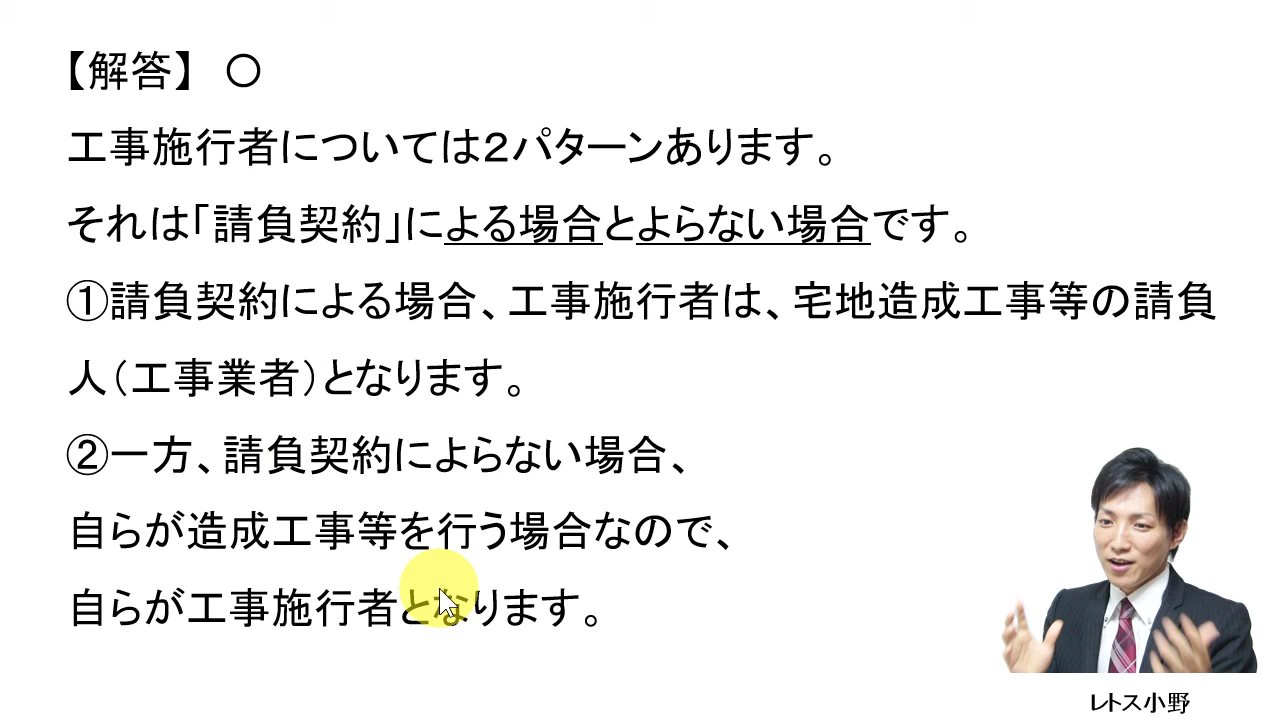 【解答】　〇
工事施行者については２パターンあります。
それは「請負契約」による場合とよらない場合です。
①請負契約による場合、工事施行者は、宅地造成工事等の請負
人（工事業者）となります。
②一方、請負契約によらない場合、
自らが造成工事等を行う場合なので、
自らが工事施行者となります。
レトス小野